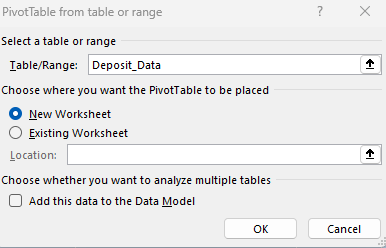 PivotTable from table or range
Select a table or range
Table/Range: Deposit_Data
Choose where you want the PivotTable to be placed
New Worksheet
Existing Worksheet
Location:
Choose whether you want to analyze multiple tables
Add this data to the Data Model
OK Cancel